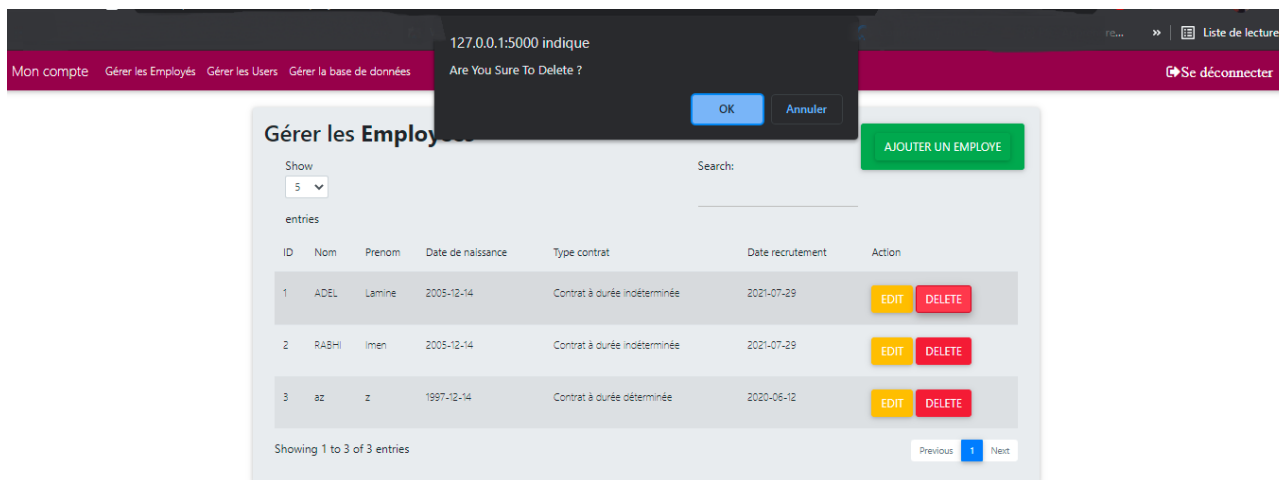 re... » Liste de lecture
127.0.0.1:5000 indique
Are You Sure To Delete ?
OK Annuler
Mon compte Gérer les Employés Gérer les Users Gérer la base de données Se déconnecter
Gérer les Employees
AJOUTER UN EMPLOYE
Show
5
entries
Search:
ID Nom Prenom Date de naissance Type contrat Date recrutement Action
1 ADEL Lamine 2005-12-14 Contrat à durée indéterminée 2021-07-29 EDIT DELETE
2 RABHI Imen 2005-12-14 Contrat à durée indéterminée 2021-07-29 EDIT DELETE
3 az z 1997-12-14 Contrat à durée déterminée 2020-06-12 EDIT DELETE
Showing 1 to 3 of 3 entries
Previous 1 Next